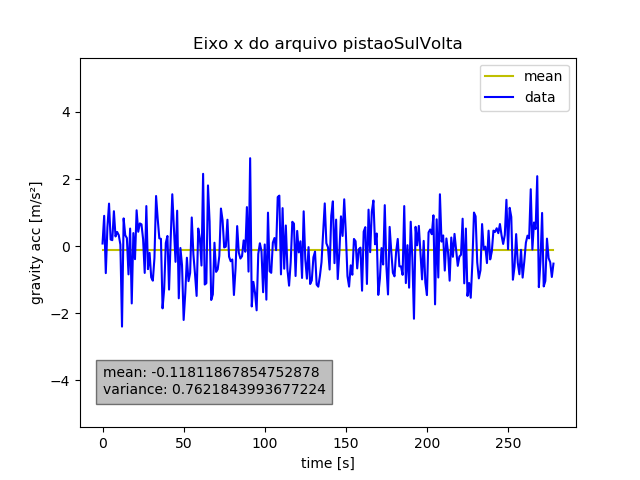 Eixo x do arquivo pistaoSulVolta
mean
data
gravity acc [m/s²]
4
2
0
−2
−4
mean: -0.11811867854752878
variance: 0.7621843993677224
0 50 100 150 200 250
time [s]